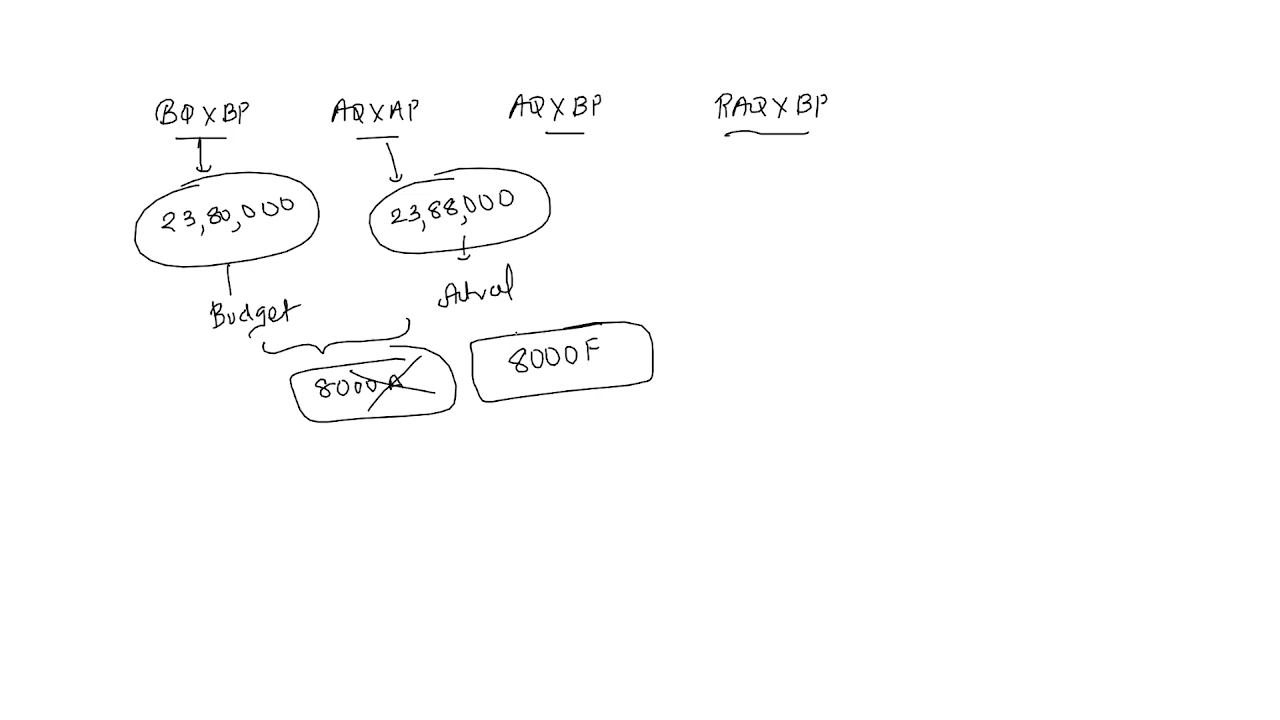 BQ X BP AQ X AP AQ X BP RAQ X BP
23,80,000 23,88,000
Budget Actual
8000A 8000F